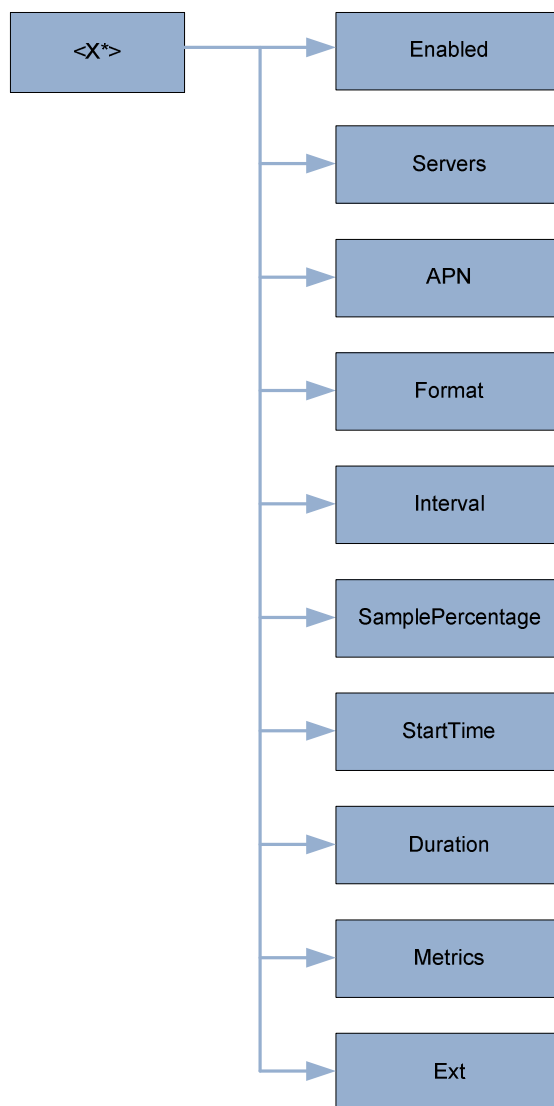 <X*>
Enabled
Servers
APN
Format
Interval
SamplePercentage
StartTime
Duration
Metrics
Ext